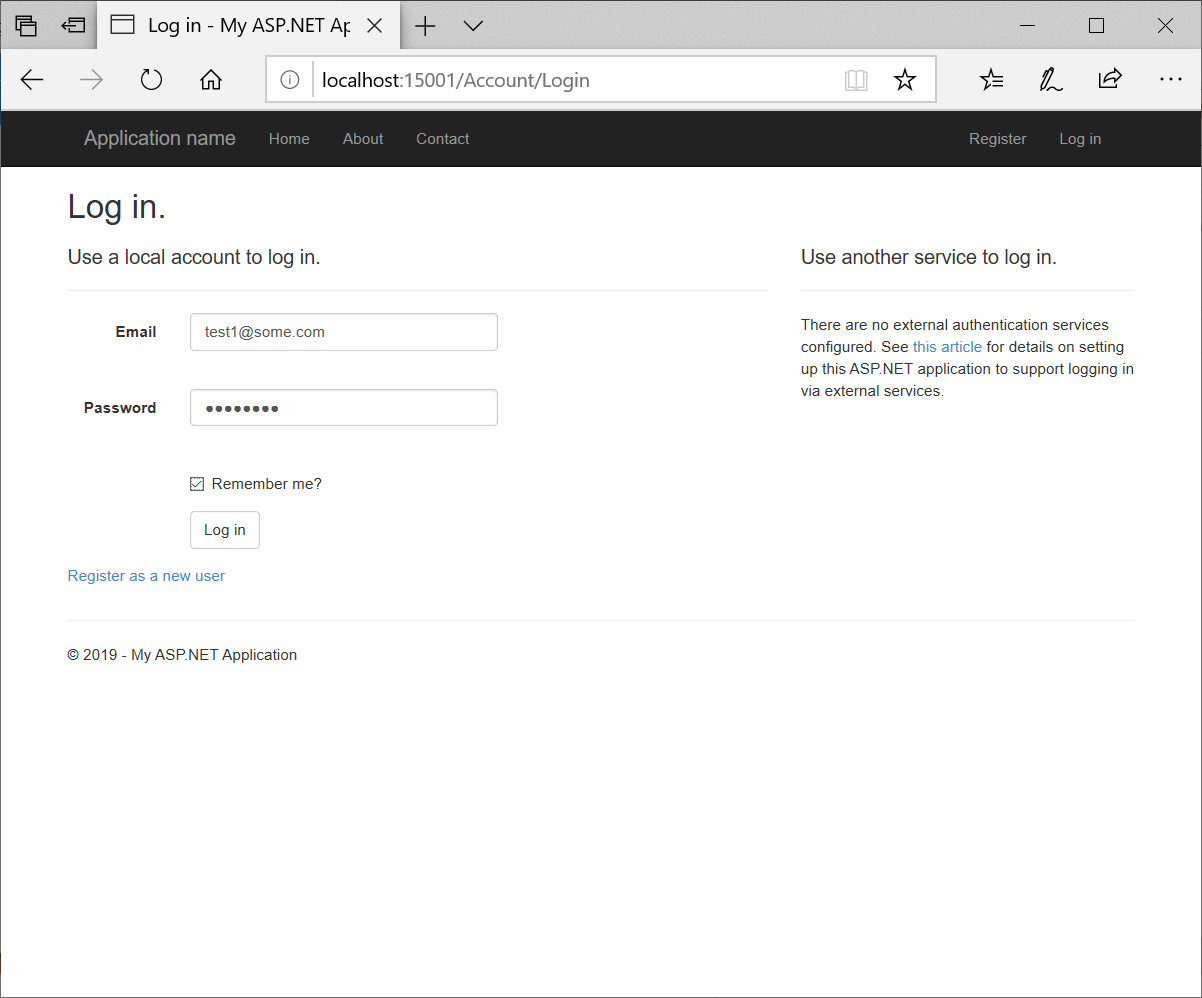 Log in - My ASP.NET Ap
localhost:15001/Account/Login
Application name Home About Contact Register Log in
Log in.
Use a local account to log in.
Email test1@some.com
Password ●●●●●●●●
Remember me?
Log in
Register as a new user
Use another service to log in.
There are no external authentication services
configured. See this article for details on setting
up this ASP.NET application to support logging in
via external services.
© 2019 - My ASP.NET Application